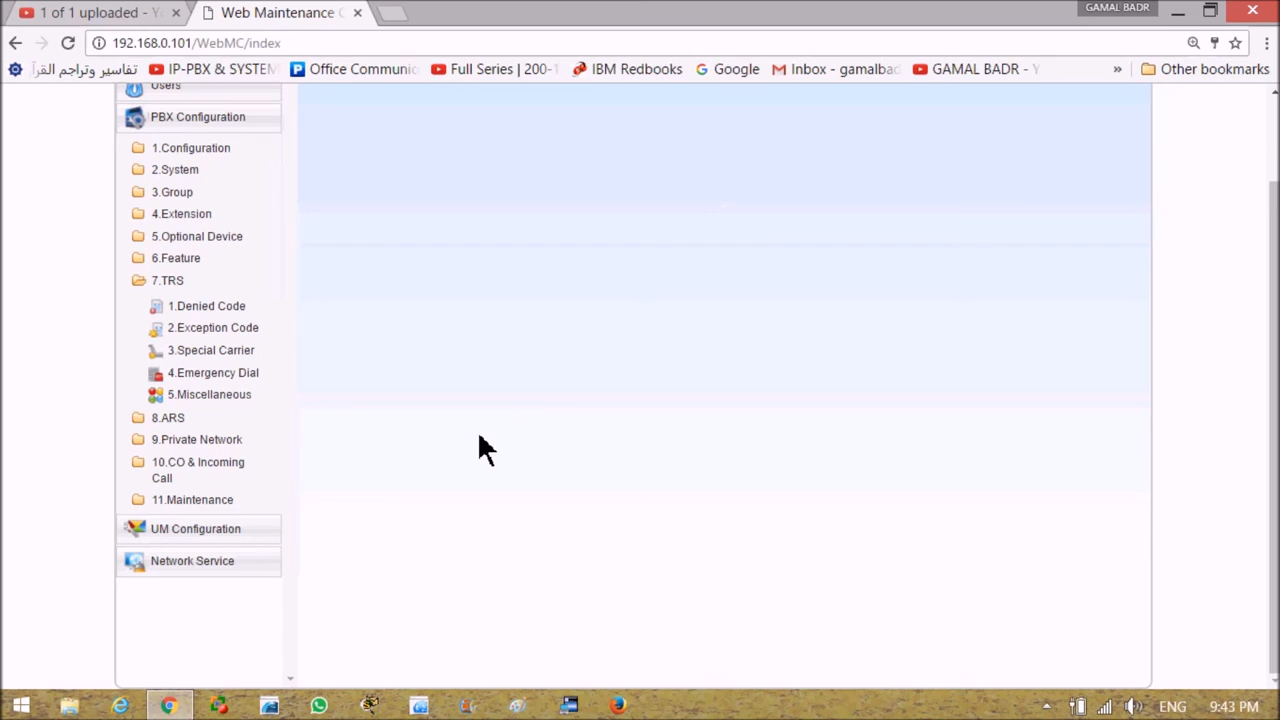 1 of 1 uploaded - Yo
Web Maintenance C
GAMAL BADR
192.168.0.101/WebMC/index
تفاسير وتراجم القرآ
IP-PBX & SYSTEM
Office Communic
Full Series | 200-1
IBM Redbooks
Google
Inbox - gamalbad
GAMAL BADR - Y
»
Other bookmarks
Users
PBX Configuration
1.Configuration
2.System
3.Group
4.Extension
5.Optional Device
6.Feature
7.TRS
1.Denied Code
2.Exception Code
3.Special Carrier
4.Emergency Dial
5.Miscellaneous
8.ARS
9.Private Network
10.CO & Incoming
Call
11.Maintenance
UM Configuration
Network Service
ENG
9:43 PM